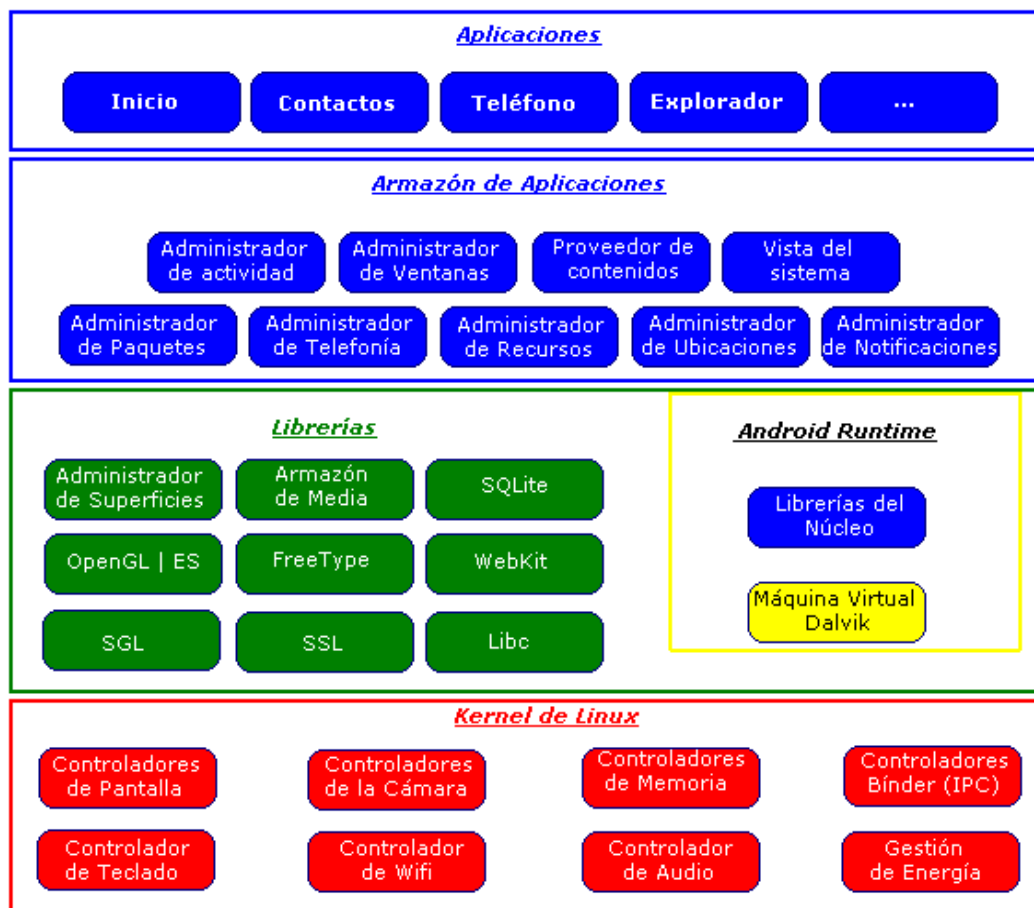 Aplicaciones
Inicio
Contactos
Teléfono
Explorador
...
Armazón de Aplicaciones
Administrador
de actividad
Administrador
de Ventanas
Proveedor de
contenidos
Vista del
sistema
Administrador
de Paquetes
Administrador
de Telefonía
Administrador
de Recursos
Administrador
de Ubicaciones
Administrador
de Notificaciones
Librerías
Administrador
de Superficies
Armazón
de Media
SQLite
OpenGL | ES
FreeType
WebKit
SGL
SSL
Libc
Android Runtime
Librerías del
Núcleo
Máquina Virtual
Dalvik
Kernel de Linux
Controladores
de Pantalla
Controladores
de la Cámara
Controladores
de Memoria
Controladores
Bínder (IPC)
Controlador
de Teclado
Controlador
de Wifi
Controlador
de Audio
Gestión
de Energía